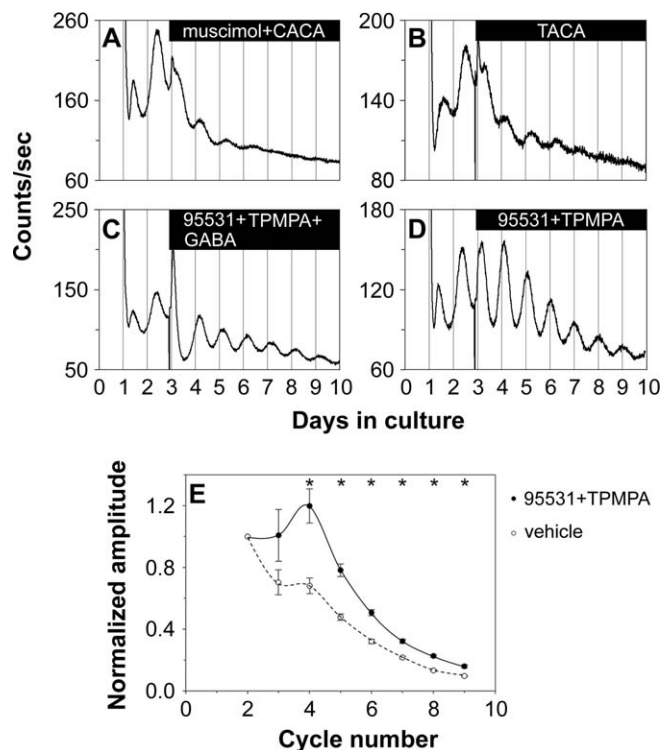 A
muscimol+CACA
260
160
60
B
TACA
200
140
80
Counts/sec
C
95531+TPMPA+
GABA
250
150
50
0 1 2 3 4 5 6 7 8 9 10
D
95531+TPMPA
180
120
60
0 1 2 3 4 5 6 7 8 9 10
Days in culture
E
* * * * * *
Normalized amplitude
1.2
0.8
0.4
0.0
0 2 4 6 8 10
Cycle number
95531+TPMPA
vehicle